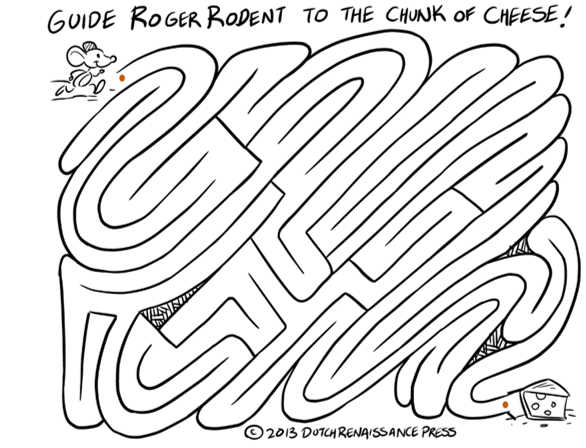 GUIDE ROGER RODENT TO THE CHUNK OF CHEESE!
© 2013 DUTCH RENAISSANCE PRESS